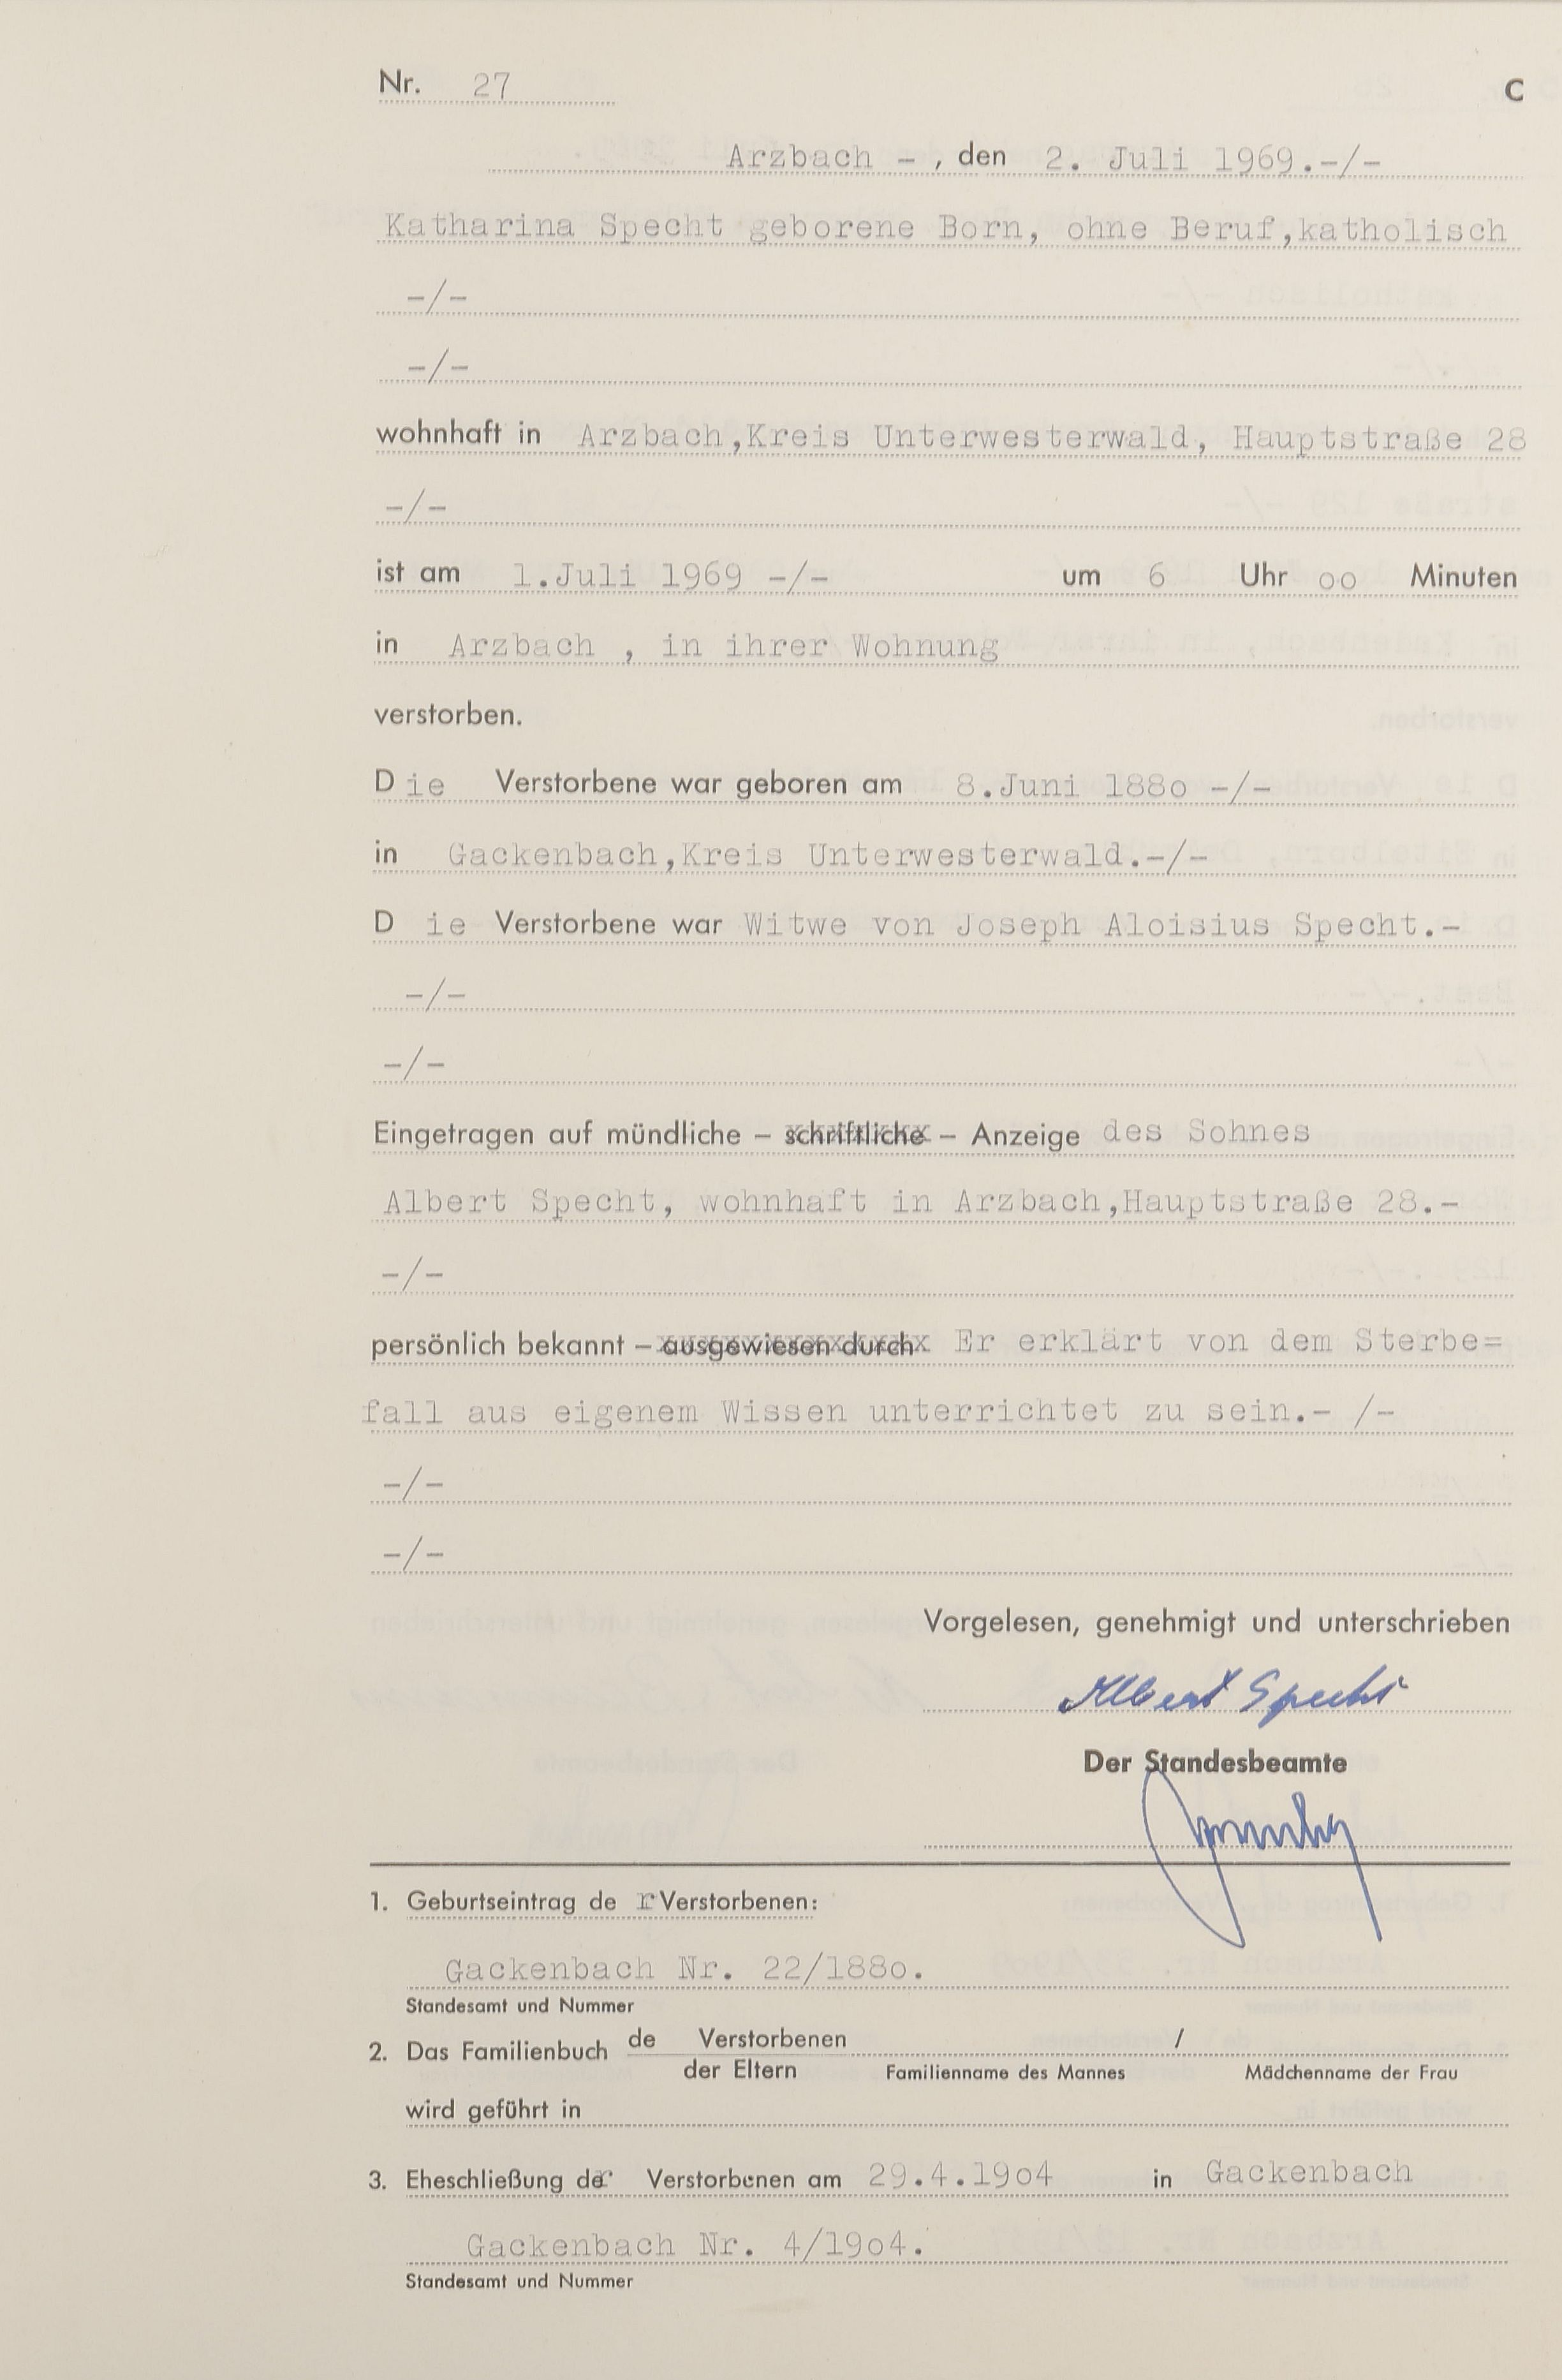 Nr. 27
C
Arzbach - , den 2. Juli 1969.-/-
Katharina Specht geborene Born, ohne Beruf,katholisch
-/-
-/-
wohnhaft in Arzbach,Kreis Unterwesterwald, Hauptstraße 28
-/-
ist am 1.Juli 1969 -/- um 6 Uhr oo Minuten
in Arzbach , in ihrer Wohnung
verstorben.
Die Verstorbene war geboren am 8.Juni 188o -/-
in Gackenbach,Kreis Unterwesterwald.-/-
D ie Verstorbene war Witwe von Joseph Aloisius Specht.-
-/-
-/-
Eingetragen auf mündliche – schriftliche – Anzeige des Sohnes
Albert Specht, wohnhaft in Arzbach,Hauptstraße 28.-
-/-
persönlich bekannt – ausgewiesen durch Er erklärt von dem Sterbe=
fall aus eigenem Wissen unterrichtet zu sein.- /-
-/-
-/-
Vorgelesen, genehmigt und unterschrieben
Albert Specht
Der Standesbeamte
1. Geburtseintrag de r Verstorbenen:
Gackenbach Nr. 22/188o.
Standesamt und Nummer
2. Das Familienbuch de Verstorbenen /
der Eltern Familienname des Mannes Mädchenname der Frau
wird geführt in
3. Eheschließung der Verstorbenen am 29.4.19o4 in Gackenbach
Gackenbach Nr. 4/19o4.
Standesamt und Nummer